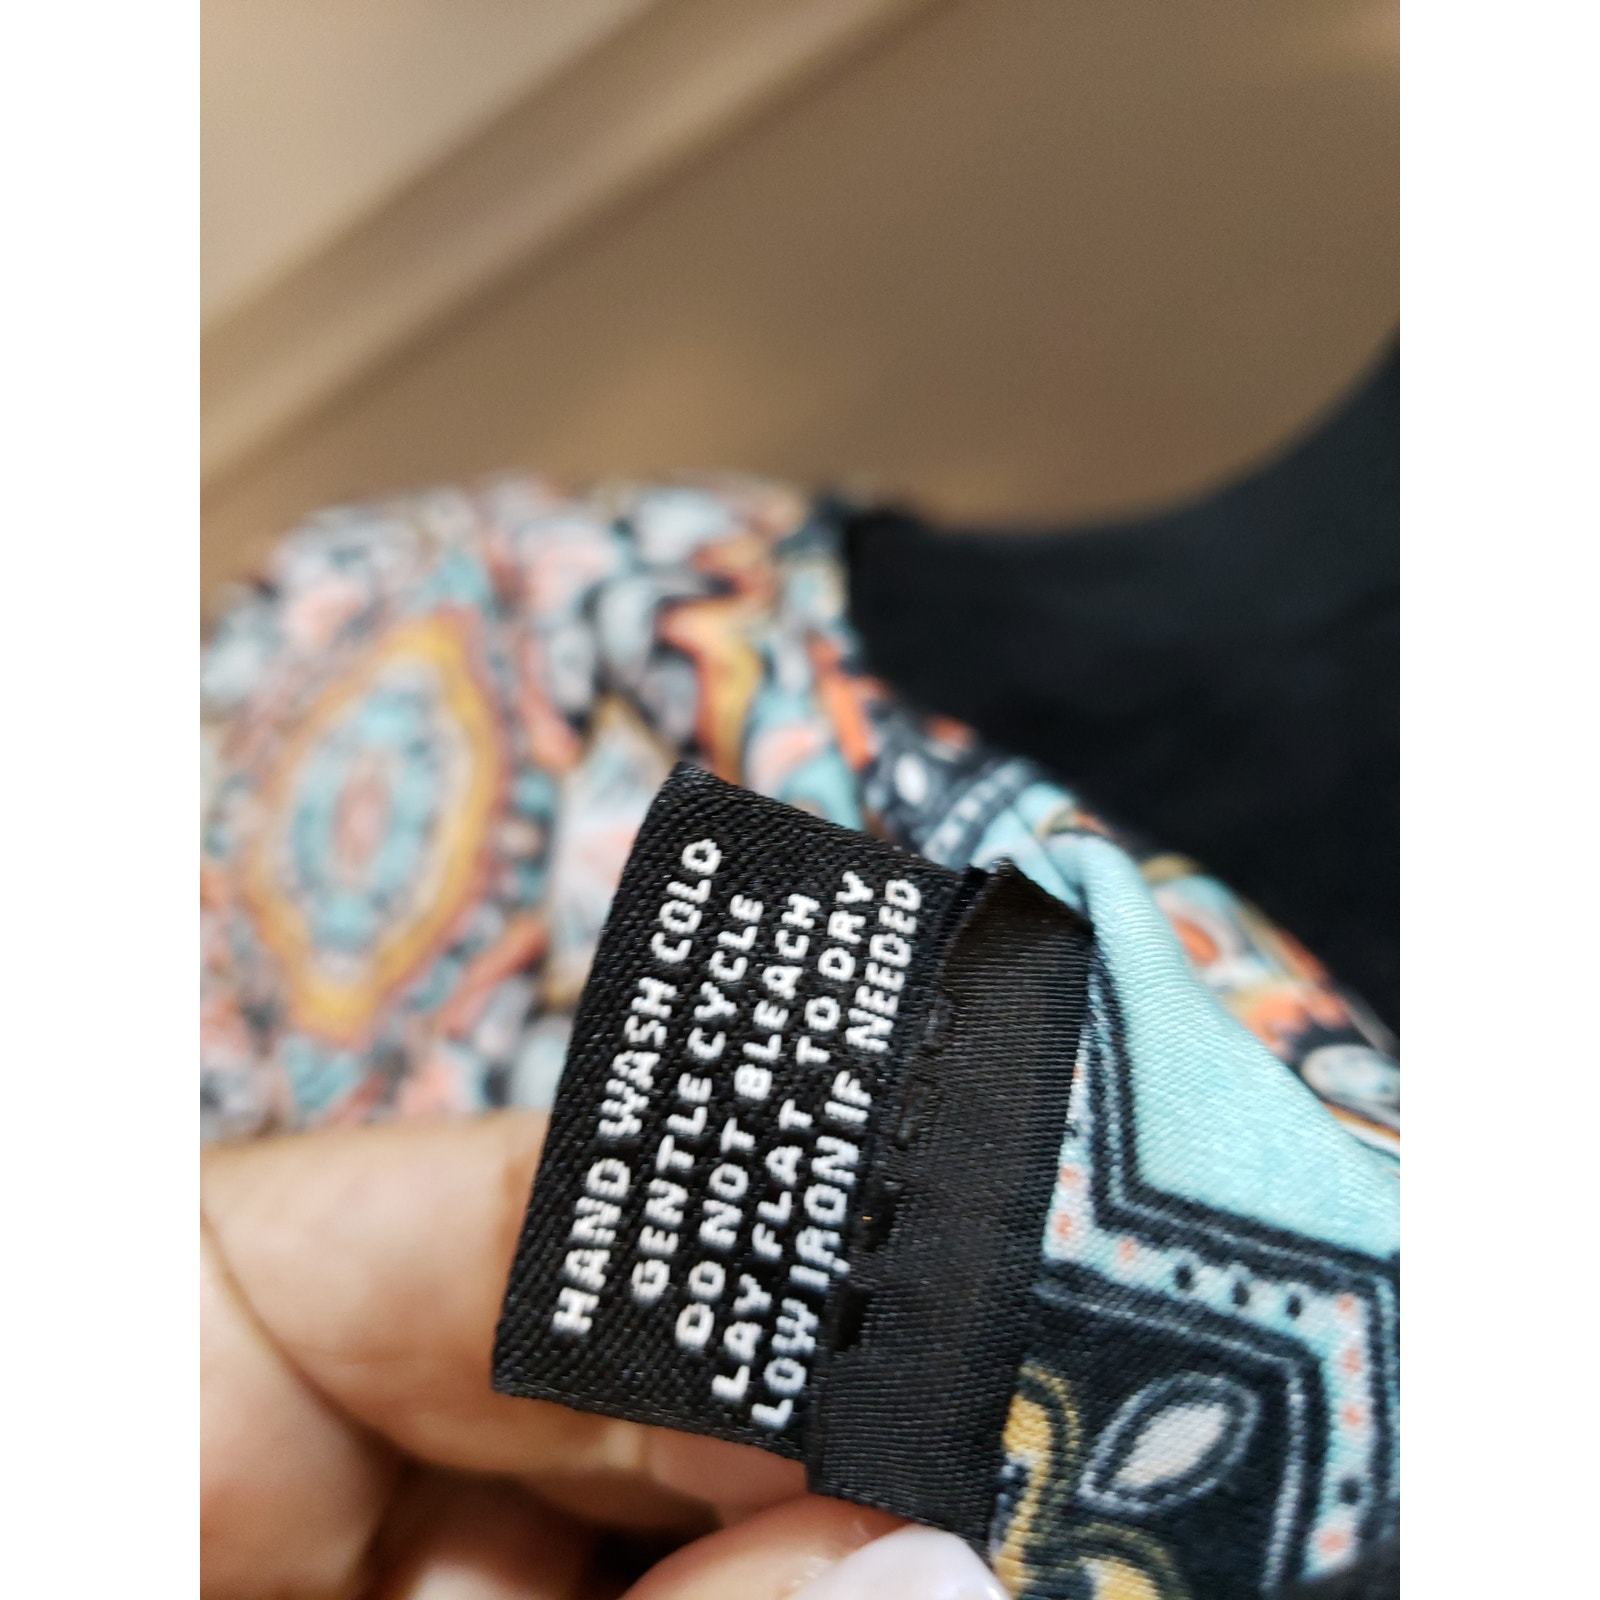 HAND WASH COLD
GENTLE CYCLE
DO NOT BLEACH
LAY FLAT TO DRY
LOW IRON IF NEEDED